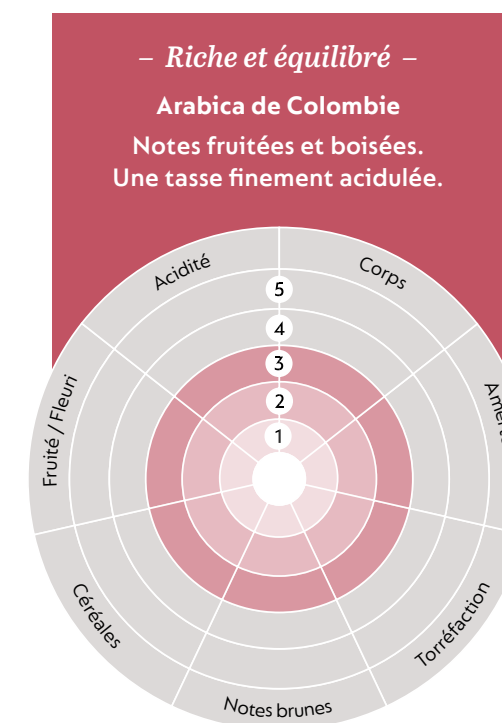 – Riche et équilibré –
Arabica de Colombie
Notes fruitées et boisées.
Une tasse finement acidulée.
Acidité
Corps
5
4
3
2
1
Fruité / Fleuri
Céréales
Torréfaction
Notes brunes